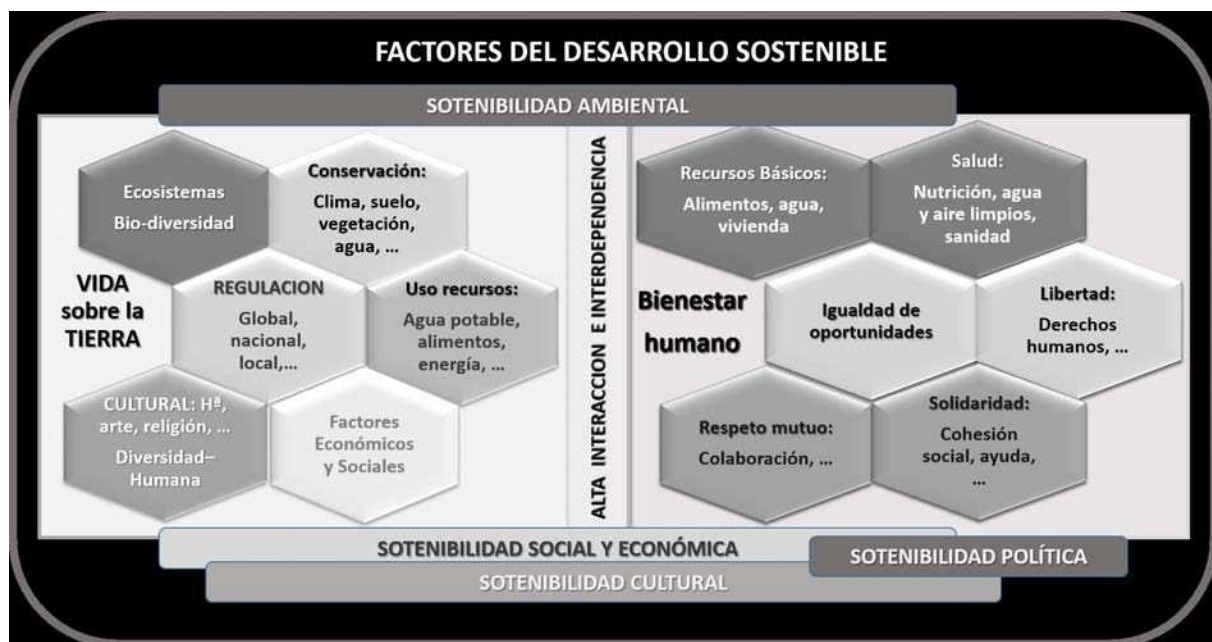 FACTORES DEL DESARROLLO SOSTENIBLE
SOTENIBILIDAD AMBIENTAL
Ecosistemas
Bio-diversidad
Conservación:
Clima, suelo,
vegetación,
agua, ...
VIDA
sobre la
TIERRA
REGULACION
Global,
nacional,
local,...
Uso recursos:
Agua potable,
alimentos,
energía, ...
CULTURAL: Hª,
arte, religión, ...
Diversidad–
Humana
Factores
Económicos
y Sociales
ALTA INTERACCION E INTERDEPENDENCIA
Recursos Básicos:
Alimentos, agua,
vivienda
Salud:
Nutrición, agua
y aire limpios,
sanidad
Bienestar
humano
Igualdad de
oportunidades
Libertad:
Derechos
humanos, ...
Respeto mutuo:
Colaboración, ...
Solidaridad:
Cohesión
social, ayuda,
...
SOTENIBILIDAD SOCIAL Y ECONÓMICA
SOTENIBILIDAD POLÍTICA
SOTENIBILIDAD CULTURAL